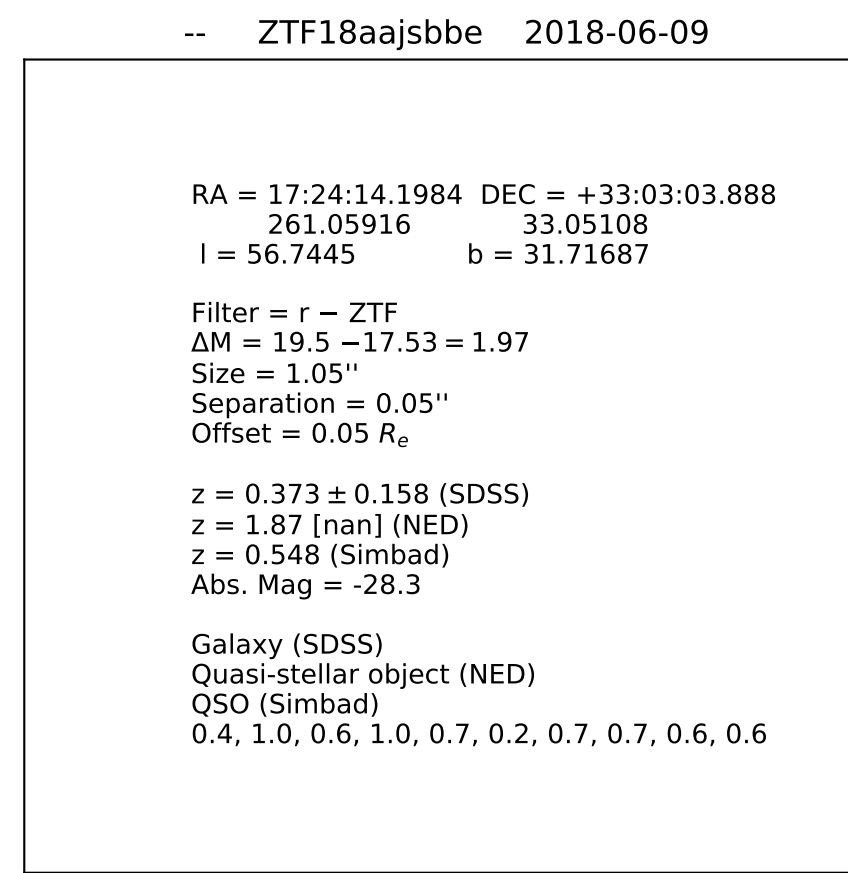 -- ZTF18aajsbbe 2018-06-09
RA = 17:24:14.1984 DEC = +33:03:03.888
261.05916 33.05108
l = 56.7445 b = 31.71687
Filter = r − ZTF
ΔM = 19.5 −17.53 = 1.97
Size = 1.05''
Separation = 0.05''
Offset = 0.05 Rₑ
z = 0.373 ± 0.158 (SDSS)
z = 1.87 [nan] (NED)
z = 0.548 (Simbad)
Abs. Mag = -28.3
Galaxy (SDSS)
Quasi-stellar object (NED)
QSO (Simbad)
0.4, 1.0, 0.6, 1.0, 0.7, 0.2, 0.7, 0.7, 0.6, 0.6